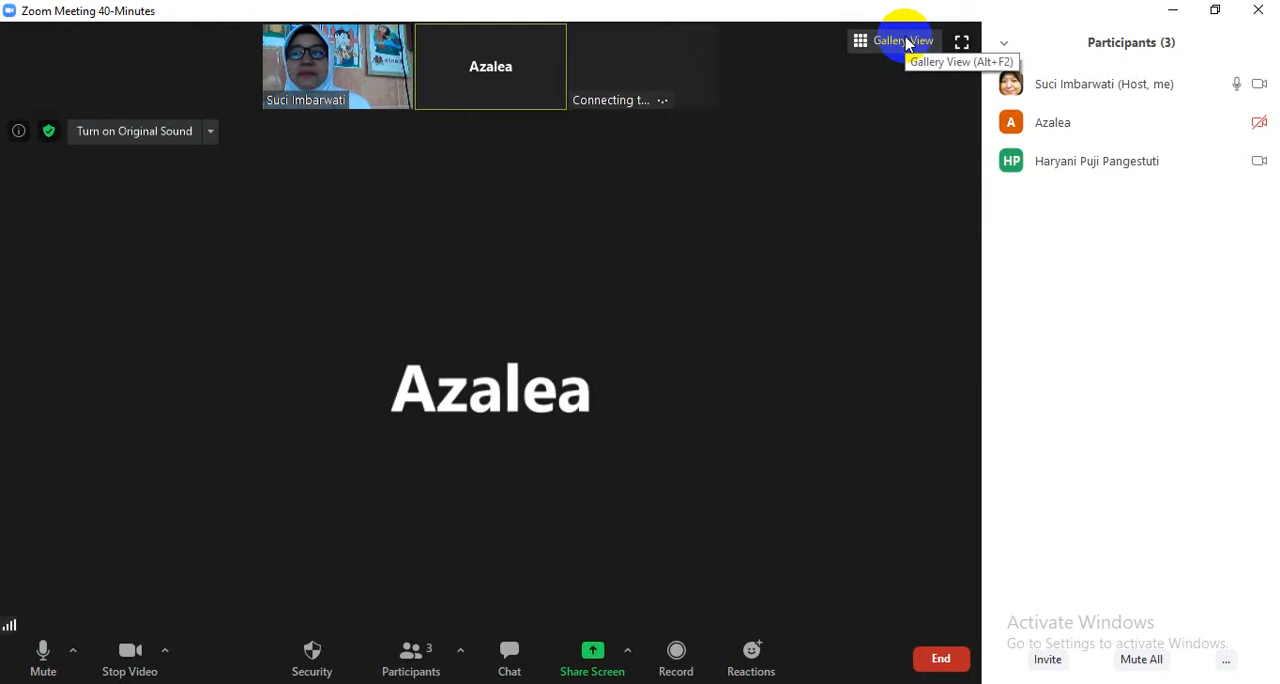 Zoom Meeting 40-Minutes
Suci Imbarwati
Azalea
Connecting t...
Gallery View
Gallery View (Alt+F2)
Participants (3)
Suci Imbarwati (Host, me)
A
Azalea
HP
Haryani Puji Pangestuti
Turn on Original Sound
Azalea
Activate Windows
Go to Settings to activate Windows.
Mute
Stop Video
Security
3
Participants
Chat
Share Screen
Record
Reactions
End
Invite
Mute All
...